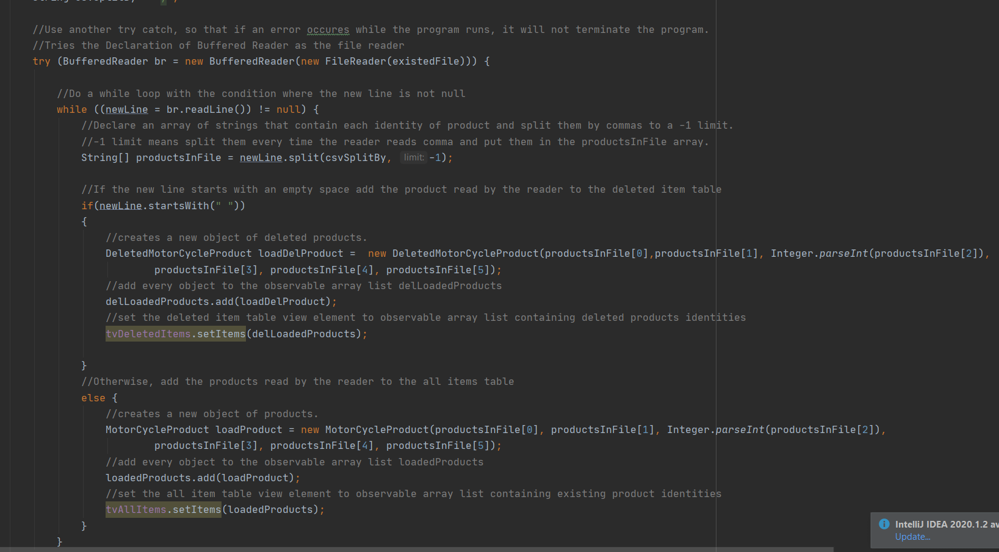 //Use another try catch, so that if an error occures while the program runs, it will not terminate the program.
//Tries the Declaration of Buffered Reader as the file reader
try (BufferedReader br = new BufferedReader(new FileReader(existedFile))) {
//Do a while loop with the condition where the new line is not null
while ((newLine = br.readLine()) != null) {
//Declare an array of strings that contain each identity of product and split them by commas to a -1 limit.
//-1 limit means split them every time the reader reads comma and put them in the productsInFile array.
String[] productsInFile = newLine.split(csvSplitBy, limit: -1);
//If the new line starts with an empty space add the product read by the reader to the deleted item table
if(newLine.startsWith(" "))
{
//creates a new object of deleted products.
DeletedMotorCycleProduct loadDelProduct =  new DeletedMotorCycleProduct(productsInFile[0],productsInFile[1], Integer.parseInt(productsInFile[2]),
productsInFile[3], productsInFile[4], productsInFile[5]);
//add every object to the observable array list delLoadedProducts
delLoadedProducts.add(loadDelProduct);
//set the deleted item table view element to observable array list containing deleted products identities
tvDeletedItems.setItems(delLoadedProducts);
}
//Otherwise, add the products read by the reader to the all items table
else {
//creates a new object of products.
MotorCycleProduct loadProduct = new MotorCycleProduct(productsInFile[0], productsInFile[1], Integer.parseInt(productsInFile[2]),
productsInFile[3], productsInFile[4], productsInFile[5]);
//add every object to the observable array list loadedProducts
loadedProducts.add(loadProduct);
//set the all item table view element to observable array list containing existing product identities
tvAllItems.setItems(loadedProducts);
}
}
IntelliJ IDEA 2020.1.2 av
Update...